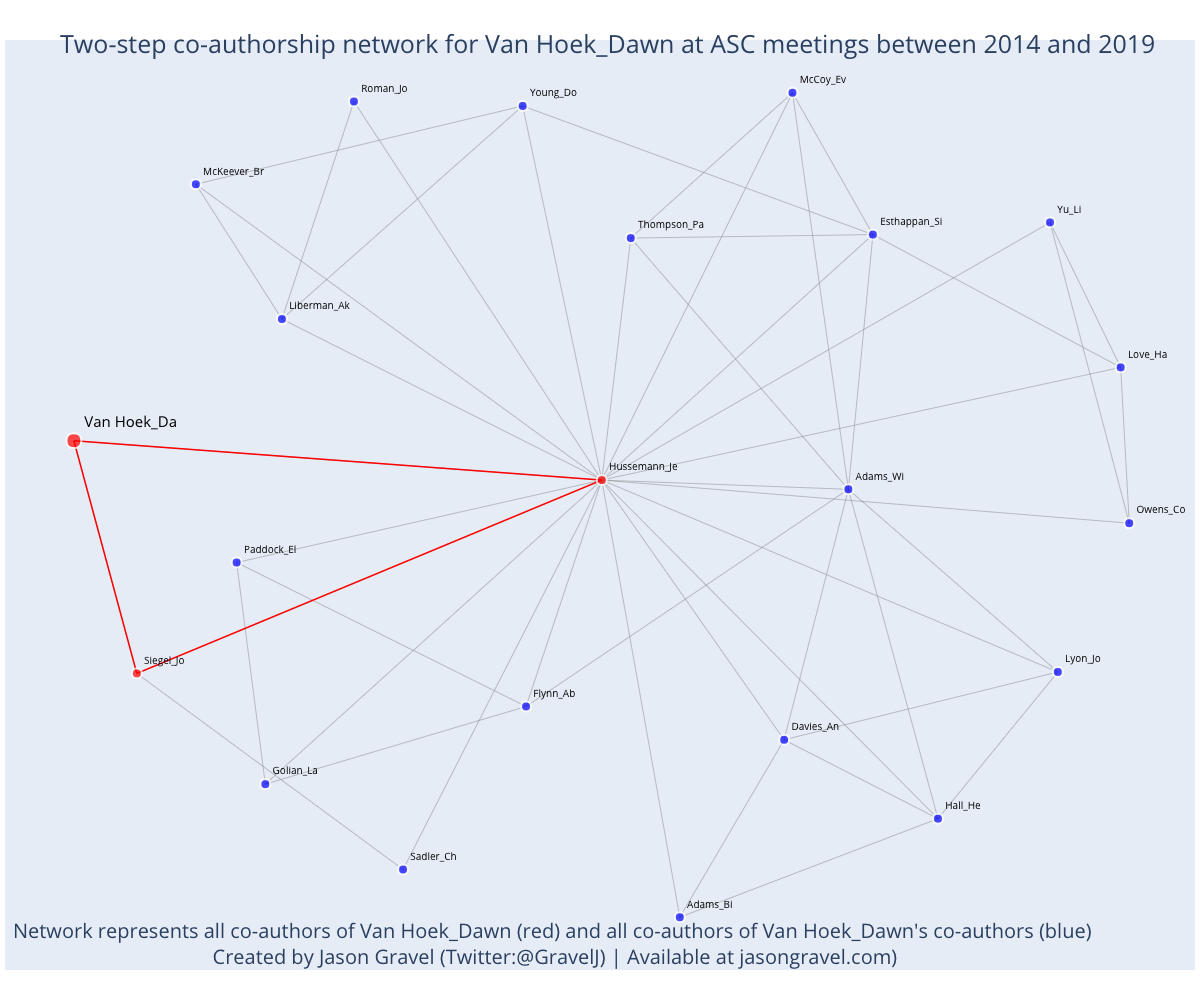 Two-step co-authorship network for Van Hoek_Dawn at ASC meetings between 2014 and 2019
McCoy_Ev
Roman_Jo
Young_Do
McKeever_Br
Yu_Li
Thompson_Pa
Esthappan_Si
Liberman_Ak
Love_Ha
Van Hoek_Da
Hussemann_Je
Adams_Wi
Owens_Co
Paddock_El
Siegel_Jo
Lyon_Jo
Flynn_Ab
Davies_An
Golian_La
Hall_He
Sadler_Ch
Adams_Bi
Network represents all co-authors of Van Hoek_Dawn (red) and all co-authors of Van Hoek_Dawn's co-authors (blue)
Created by Jason Gravel (Twitter:@GravelJ) | Available at jasongravel.com)